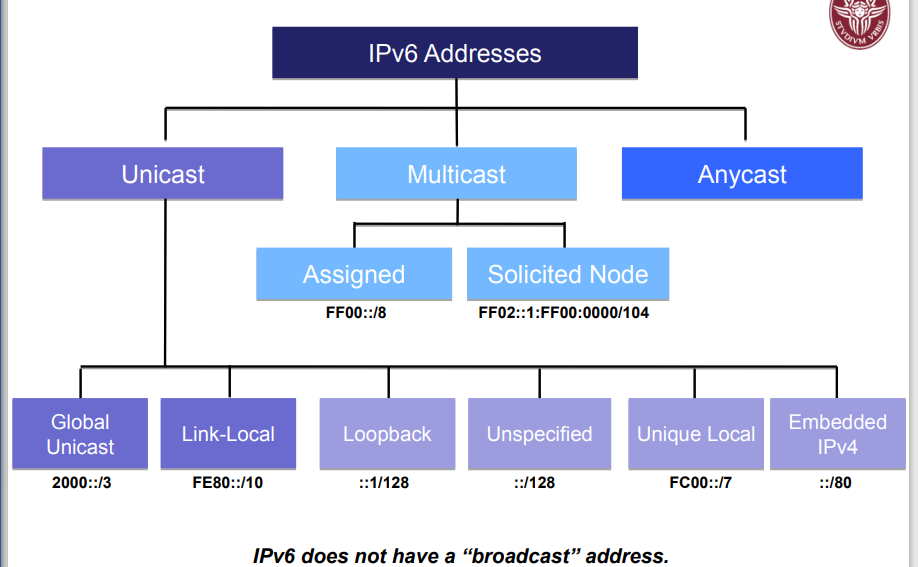 STVDIVM VRBIS
IPv6 Addresses
Unicast
Multicast
Anycast
Assigned
Solicited Node
FF00::/8
FF02::1:FF00:0000/104
Global
Unicast
Link-Local
Loopback
Unspecified
Unique Local
Embedded
IPv4
2000::/3
FE80::/10
::1/128
::/128
FC00::/7
::/80
IPv6 does not have a “broadcast” address.